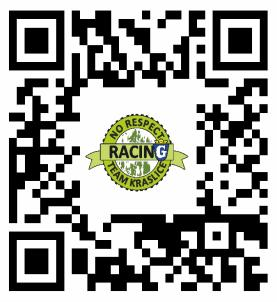 NO RESPECT
RACING
TEAM KRASLICE